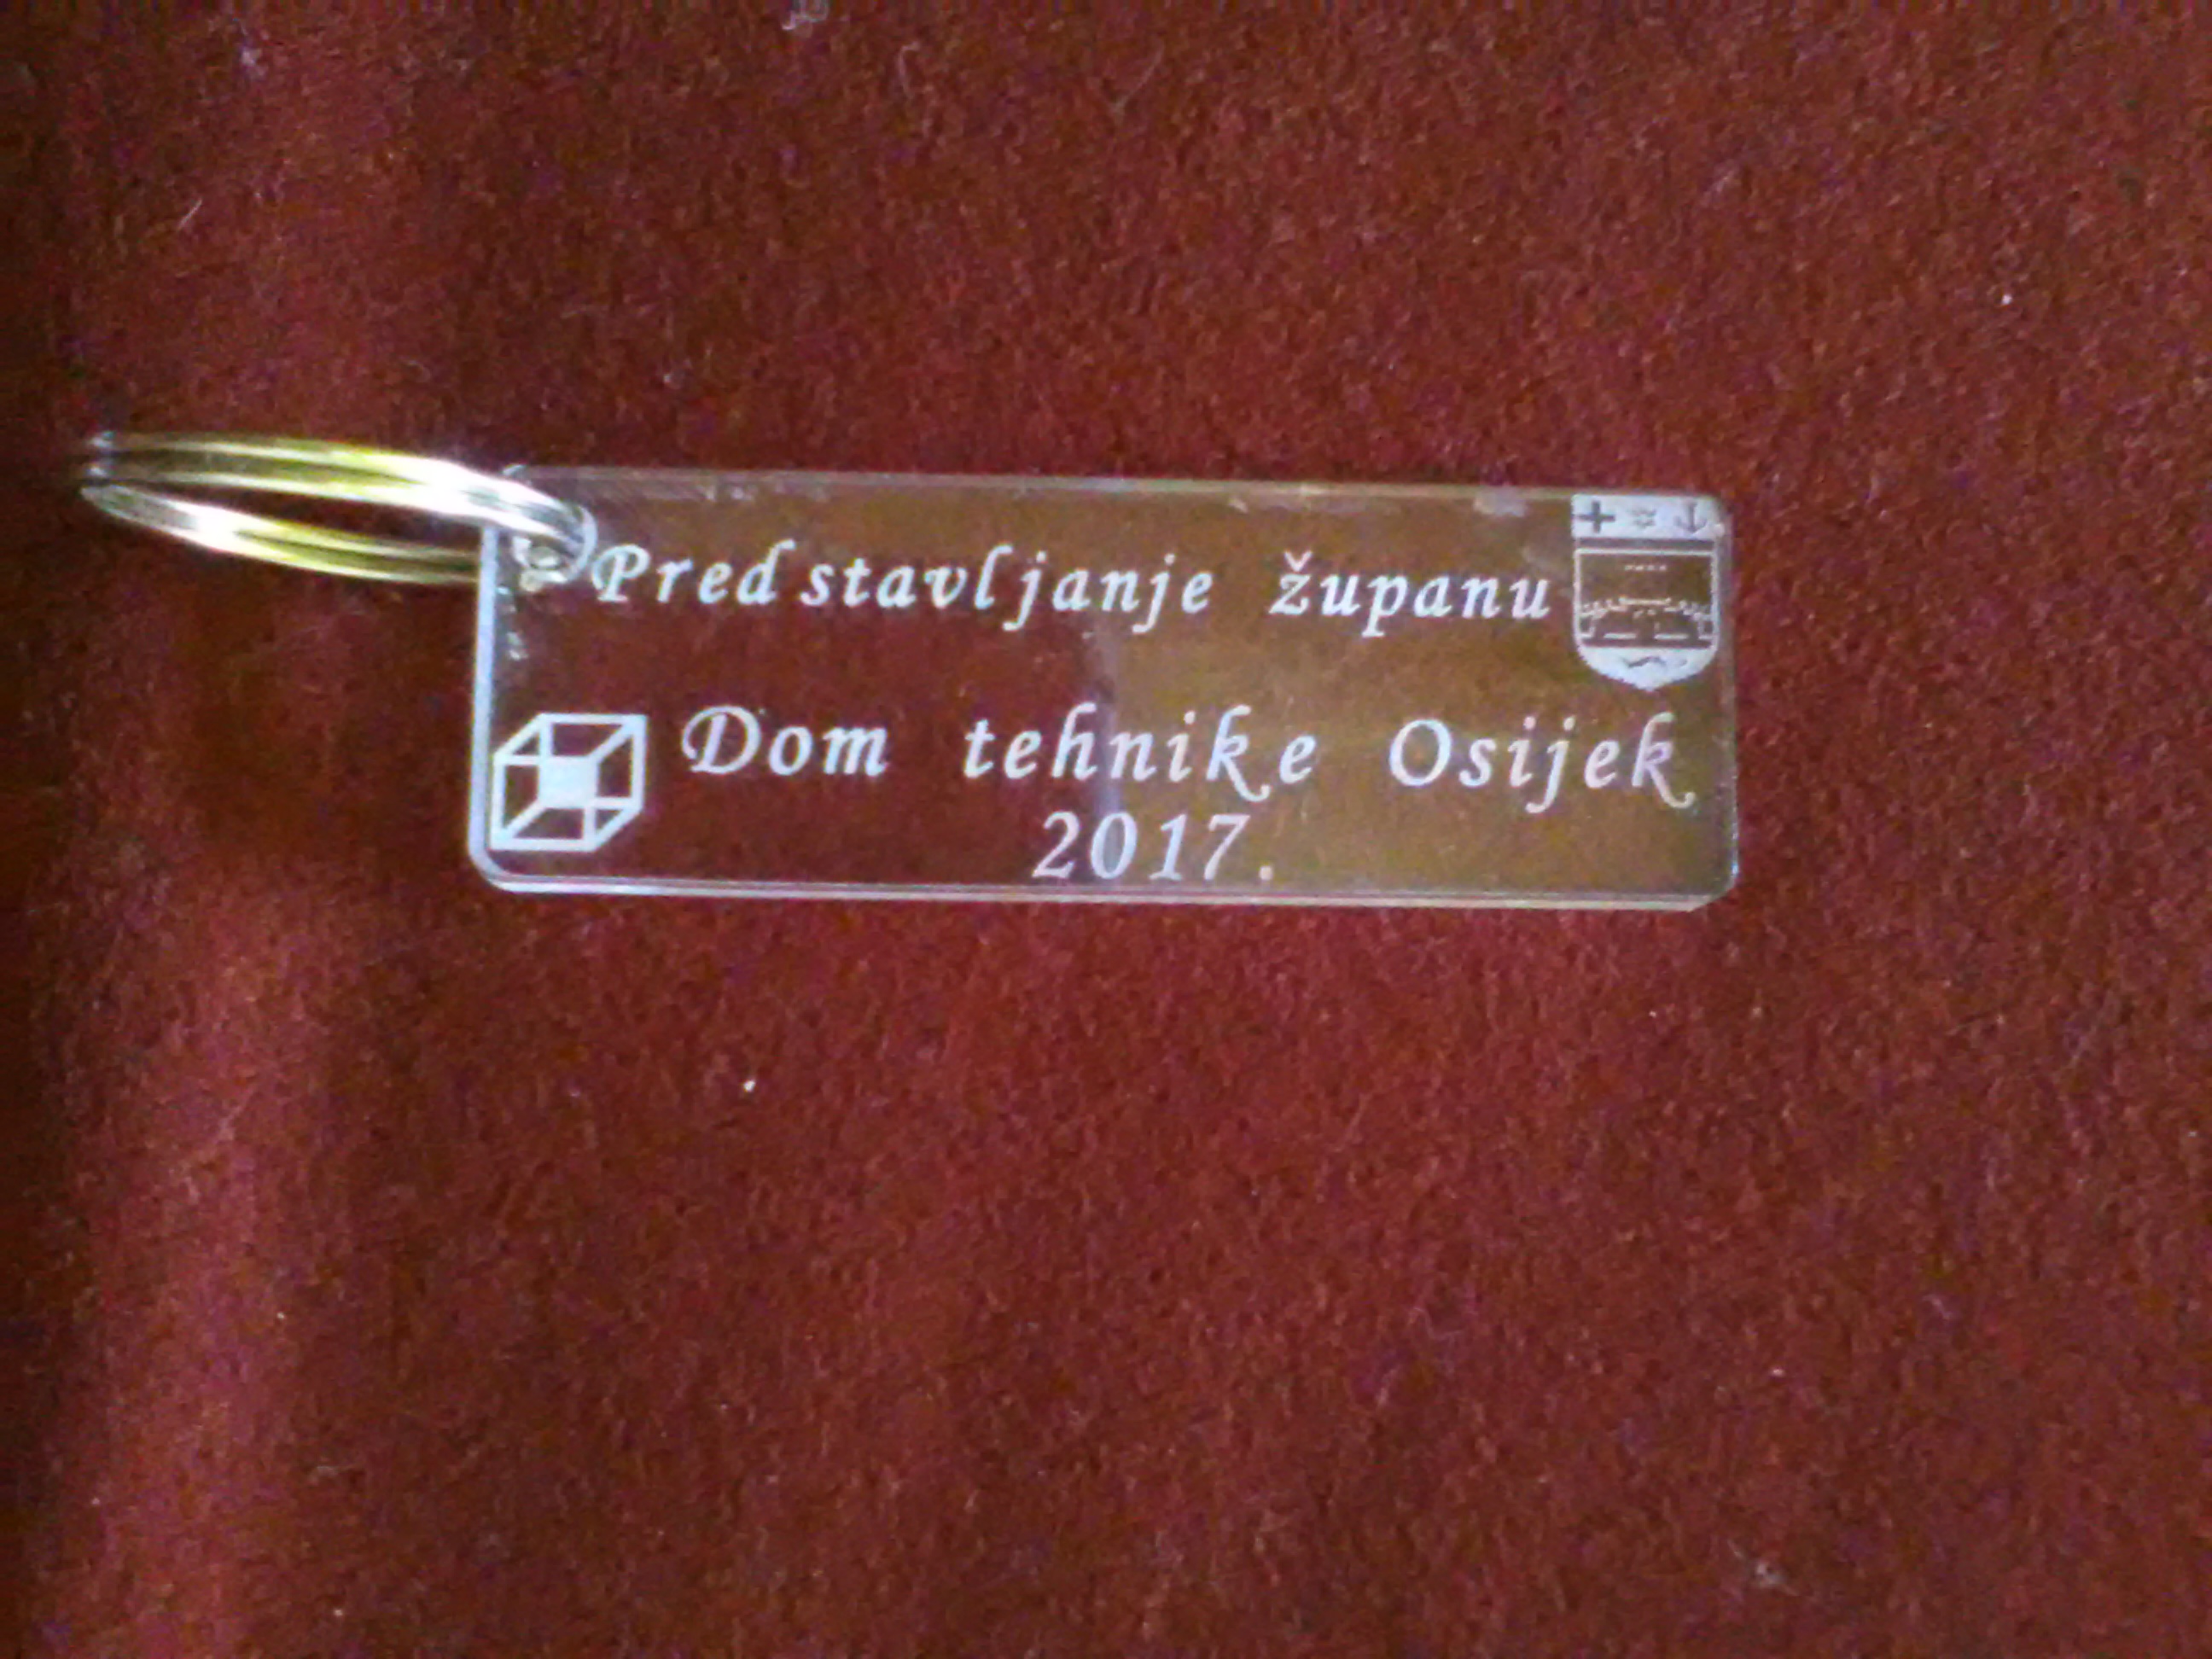 Predstavljanje županu
Dom tehnike Osijek
2017.